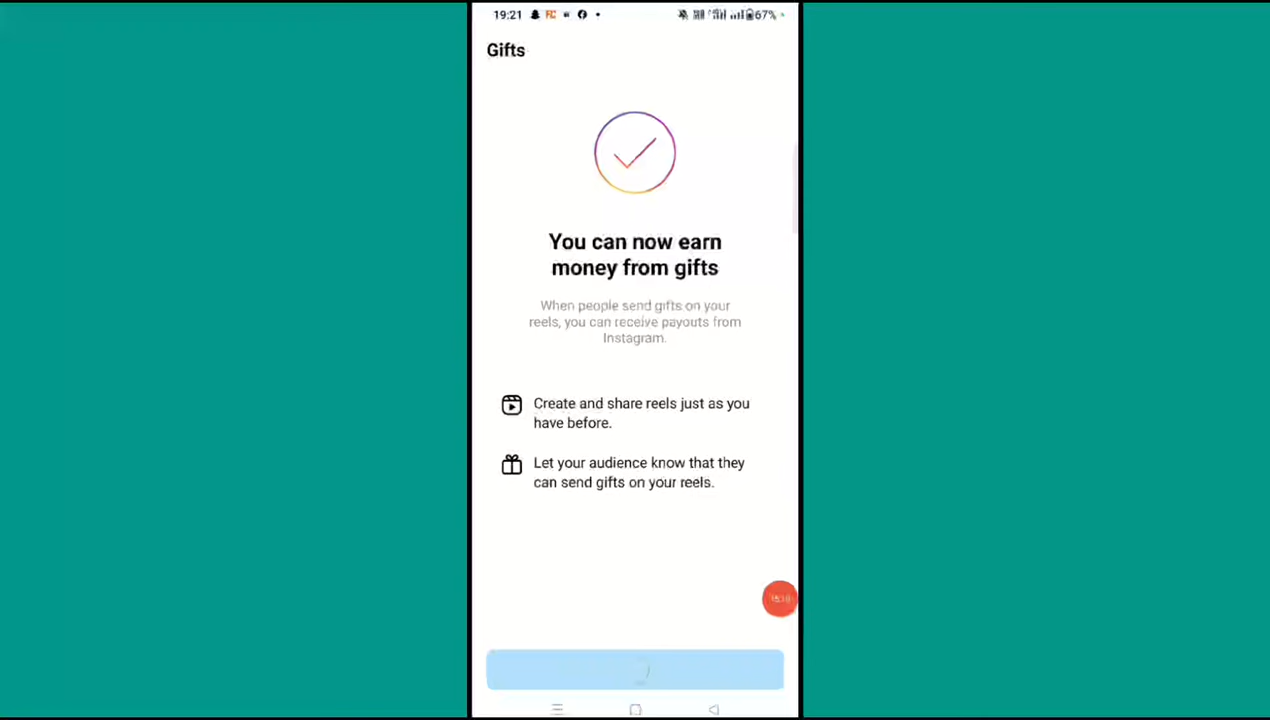 19:21 FC 67%
Gifts
You can now earn
money from gifts
When people send gifts on your
reels, you can receive payouts from
Instagram.
Create and share reels just as you
have before.
Let your audience know that they
can send gifts on your reels.